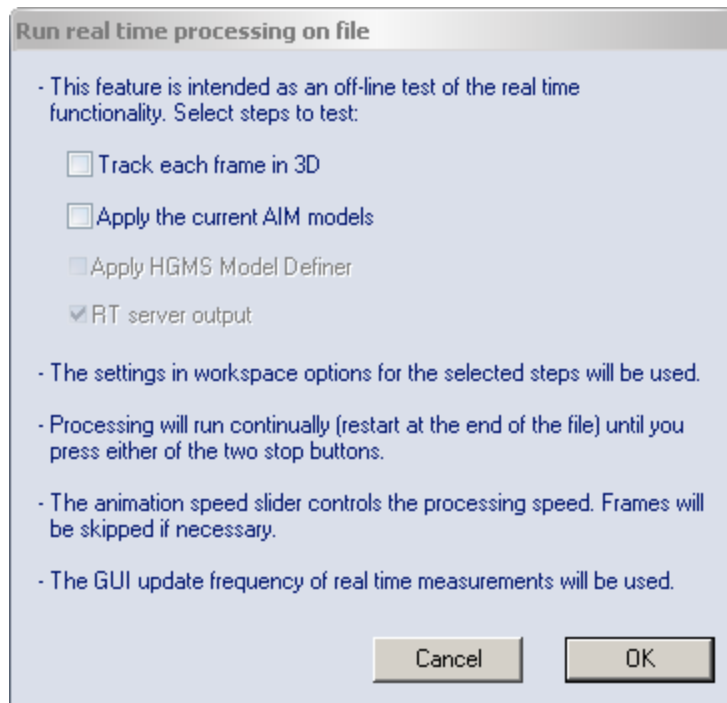 Run real time processing on file
- This feature is intended as an off-line test of the real time
functionality. Select steps to test:
Track each frame in 3D
Apply the current AIM models
Apply HGMS Model Definer
RT server output
- The settings in workspace options for the selected steps will be used.
- Processing will run continually (restart at the end of the file) until you
press either of the two stop buttons.
- The animation speed slider controls the processing speed. Frames will
be skipped if necessary.
- The GUI update frequency of real time measurements will be used.
Cancel OK